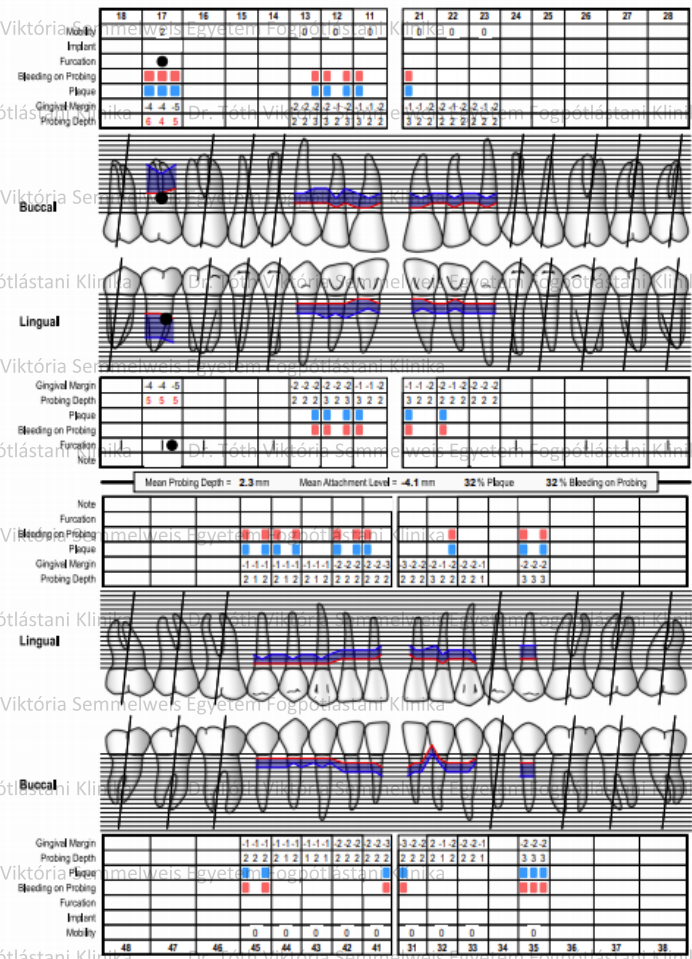 18 17 16 15 14 13 12 11 21 22 23 24 25 26 27 28
Mobility 2 0 0 0 0 0 0
Implant
Furcation
Bleeding on Probing
Plaque
Gingival Margin -4 -4 -5 -2 -2 -2 -2 -1 -2 -1 -1 -2 -1 -1 -2 -2 -2 -2 -2 -1 -2
Probing Depth 6 4 5 2 2 3 3 2 3 3 2 2 3 2 2 2 2 2 2 2 2
Buccal
Lingual
Gingival Margin -4 -4 -5 -2 -2 -2 -2 -2 -2 -1 -1 -2 -1 -1 -2 -2 -1 -2 -2 -2 -2
Probing Depth 5 5 5 2 2 2 3 2 3 3 2 2 3 2 2 2 2 2 2 2 2
Plaque
Bleeding on Probing
Furcation
Note
Mean Probing Depth = 2.3 mm Mean Attachment Level = -4.1 mm 32 % Plaque 32 % Bleeding on Probing
Note
Furcation
Bleeding on Probing
Plaque
Gingival Margin -1 -1 -1 -1 -1 -1 -1 -1 -1 -2 -2 -2 -2 -2 -3 -3 -2 -2 -2 -1 -2 -2 -2 -1 -2 -2 -2
Probing Depth 2 1 2 2 1 2 2 1 2 2 2 2 2 2 2 2 2 2 3 2 2 2 2 1 3 3 3
Lingual
Buccal
Gingival Margin -1 -1 -1 -1 -1 -1 -1 -1 -1 -2 -2 -2 -2 -2 -3 -3 -2 -2 2 -1 -2 -2 -2 -1 -2 -2 -2
Probing Depth 2 2 2 2 1 2 1 2 1 2 2 2 2 2 2 2 2 2 2 1 2 2 2 1 3 3 3
Plaque
Bleeding on Probing
Furcation
Implant
Mobility 0 0 0 0 0 0 0 0 0
48 47 46 45 44 43 42 41 31 32 33 34 35 36 37 38
Dr. Tóth Viktória Semmelweis Egyetem Fogpótlástani Klinika